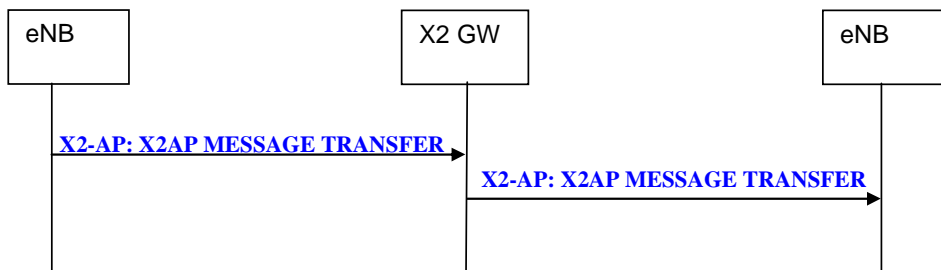 eNB
X2 GW
eNB
X2-AP: X2AP MESSAGE TRANSFER
X2-AP: X2AP MESSAGE TRANSFER